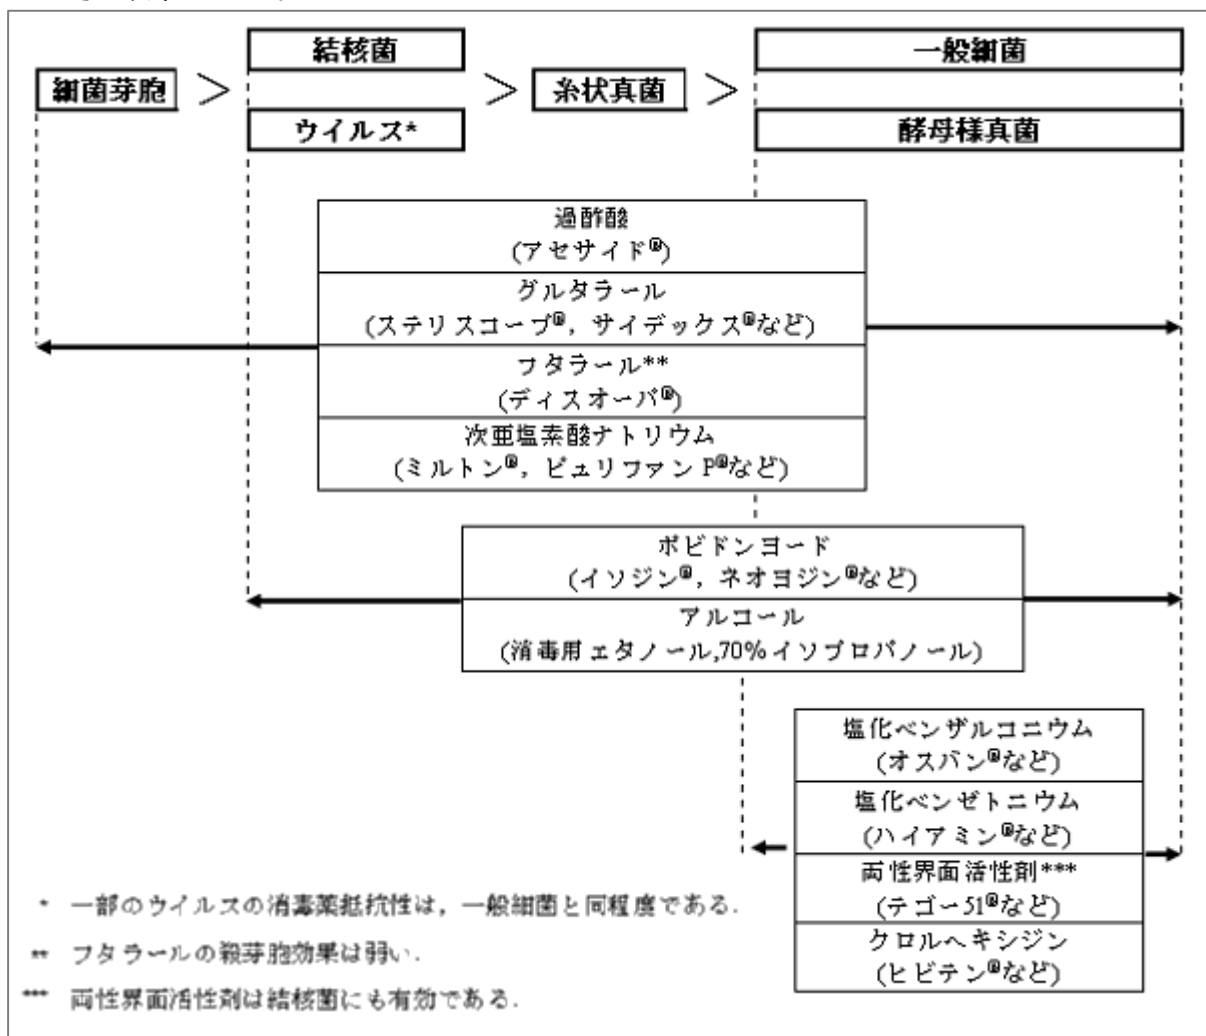 結核菌
一般細菌
細菌芽胞 > > 糸状真菌 >
ウイルス*
酵母様真菌
過酢酸
(アセサイド®)
グルタラール
(ステリスコープ®, サイデックス®など)
フタラール**
(ディスオーパ®)
次亜塩素酸ナトリウム
(ミルトン®, ピュリファンP®など)
ポビドンヨード
(イソジン®, ネオヨジン®など)
アルコール
(消毒用エタノール,70%イソプロパノール)
塩化ベンザルコニウム
(オスバン®など)
塩化ベンゼトニウム
(ハイアミン®など)
両性界面活性剤***
(テゴー51®など)
クロルヘキシジン
(ヒビテン®など)
* 一部のウイルスの消毒薬抵抗性は, 一般細菌と同程度である.
** フタラールの殺芽胞効果は弱い.
*** 両性界面活性剤は結核菌にも有効である.